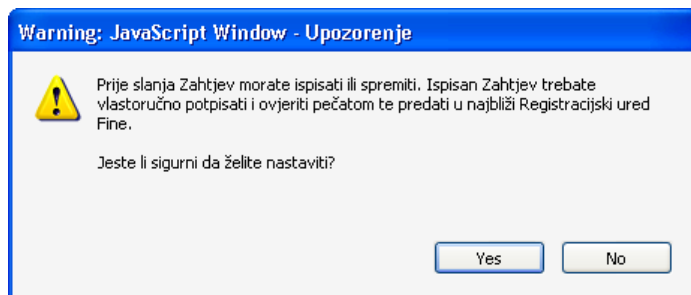 Warning: JavaScript Window - Upozorenje
Prije slanja Zahtjev morate ispisati ili spremiti. Ispisan Zahtjev trebate
vlastoručno potpisati i ovjeriti pečatom te predati u najbliži Registracijski ured
Fine.
Jeste li sigurni da želite nastaviti?
Yes No